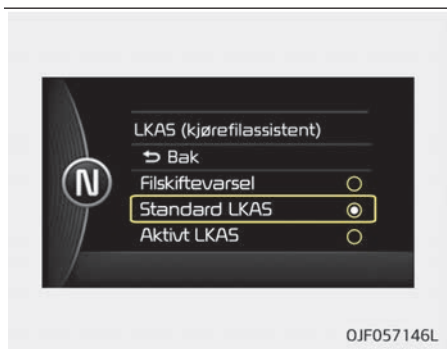 LKAS (kjørefilassistent)
Bak
N
Filskiftevarsel
Standard LKAS
Aktivt LKAS
OJF057146L